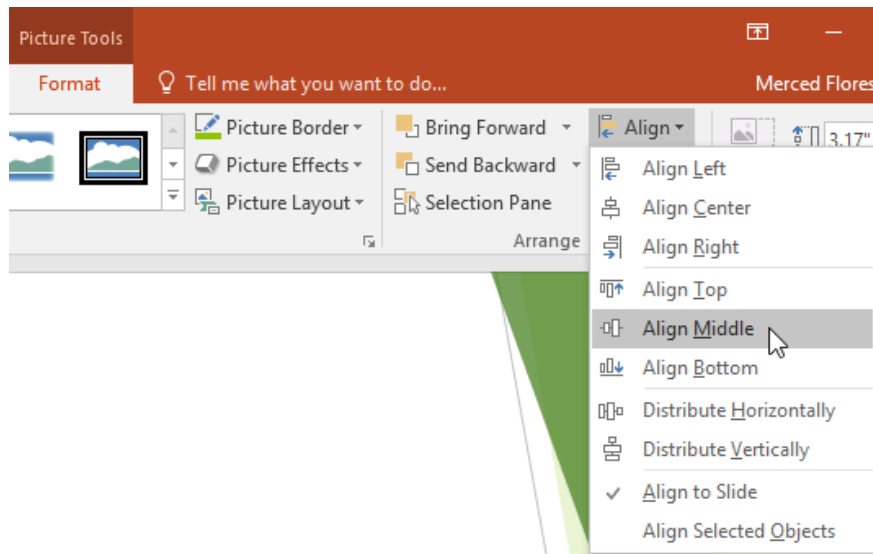 Picture Tools
Format
Tell me what you want to do...
Merced Flores
Picture Border
Bring Forward
Align
3.17"
Picture Effects
Send Backward
Picture Layout
Selection Pane
Arrange
Align Left
Align Center
Align Right
Align Top
Align Middle
Align Bottom
Distribute Horizontally
Distribute Vertically
Align to Slide
Align Selected Objects